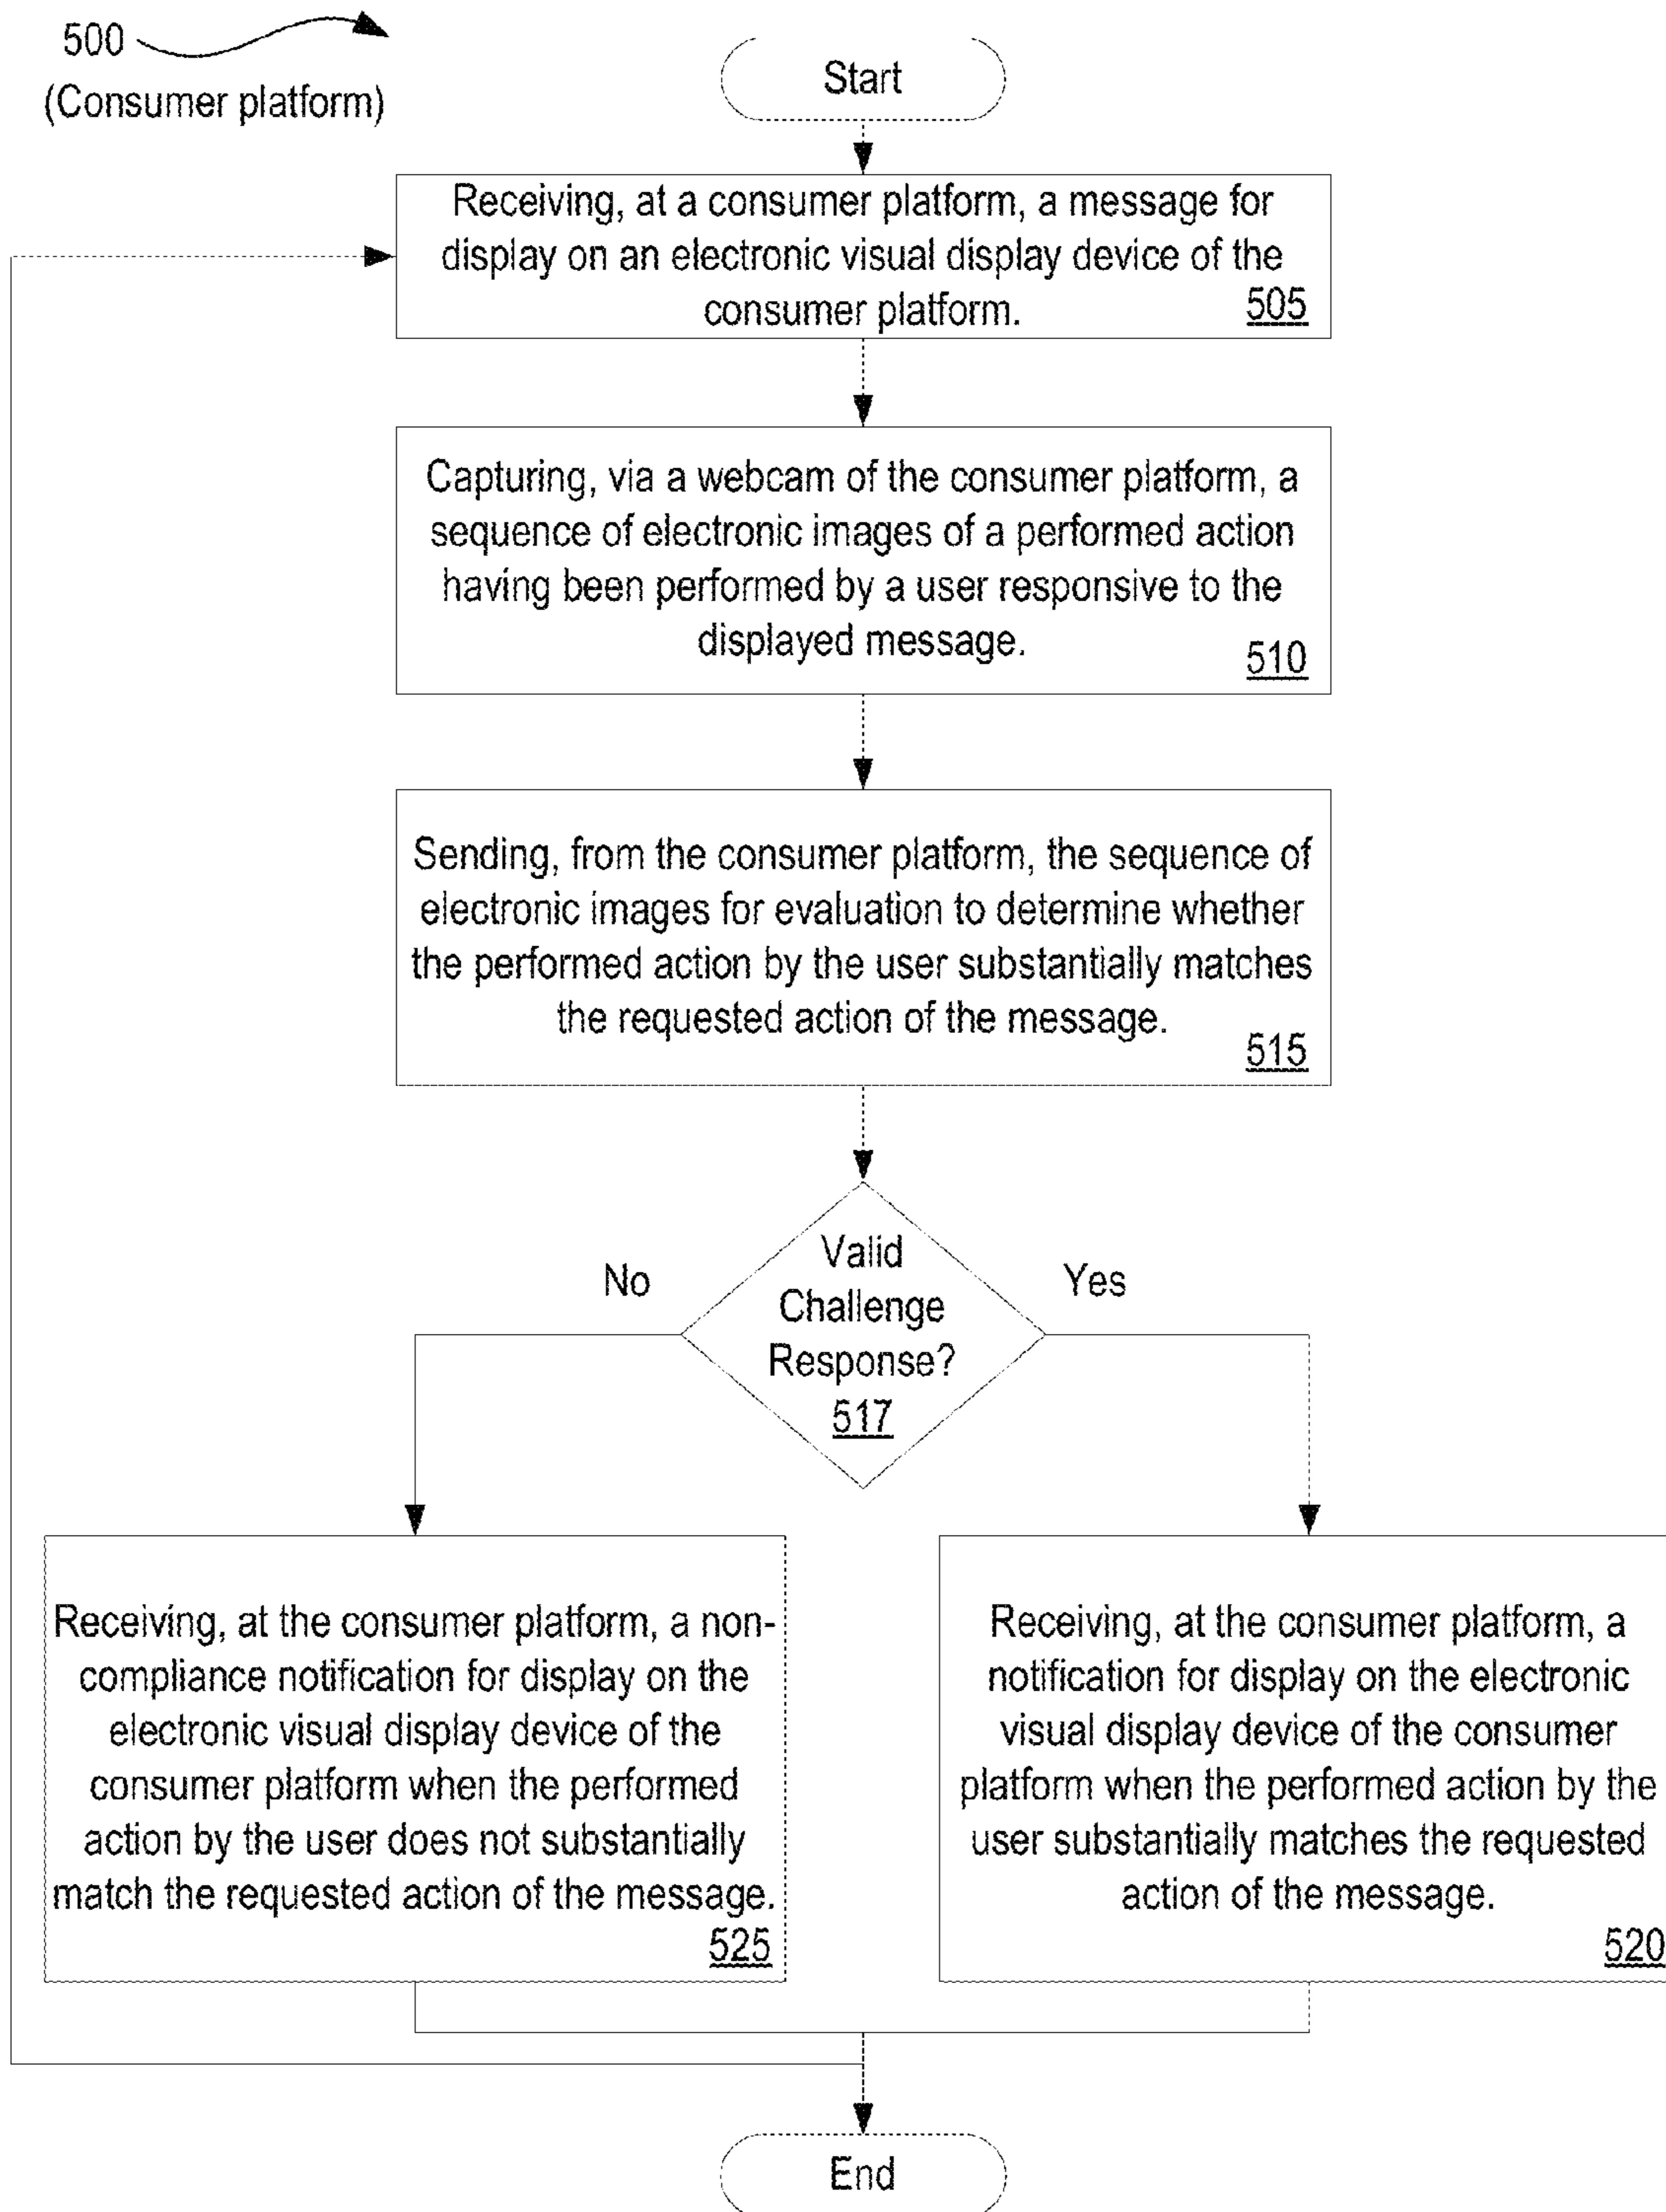 500
(Consumer platform)
Start
Receiving, at a consumer platform, a message for
display on an electronic visual display device of the
consumer platform.
505
Capturing, via a webcam of the consumer platform, a
sequence of electronic images of a performed action
having been performed by a user responsive to the
displayed message.
510
Sending, from the consumer platform, the sequence of
electronic images for evaluation to determine whether
the performed action by the user substantially matches
the requested action of the message.
515
Valid
Challenge
Response?
517
No
Yes
Receiving, at the consumer platform, a non-
compliance notification for display on the
electronic visual display device of the
consumer platform when the performed
action by the user does not substantially
match the requested action of the message.
525
Receiving, at the consumer platform, a
notification for display on the electronic
visual display device of the consumer
platform when the performed action by the
user substantially matches the requested
action of the message.
520
End